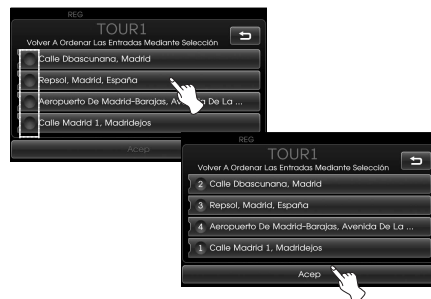 REG
TOUR1
Volver A Ordenar Las Entradas Mediante Selección
Calle Dbascunana, Madrid
Repsol, Madrid, España
Aeropuerto De Madrid-Barajas, Avenida De La ...
Calle Madrid 1, Madridejos
Acep
REG
TOUR1
Volver A Ordenar Las Entradas Mediante Selección
2 Calle Dbascunana, Madrid
3 Repsol, Madrid, España
4 Aeropuerto De Madrid-Barajas, Avenida De La ...
1 Calle Madrid 1, Madridejos
Acep